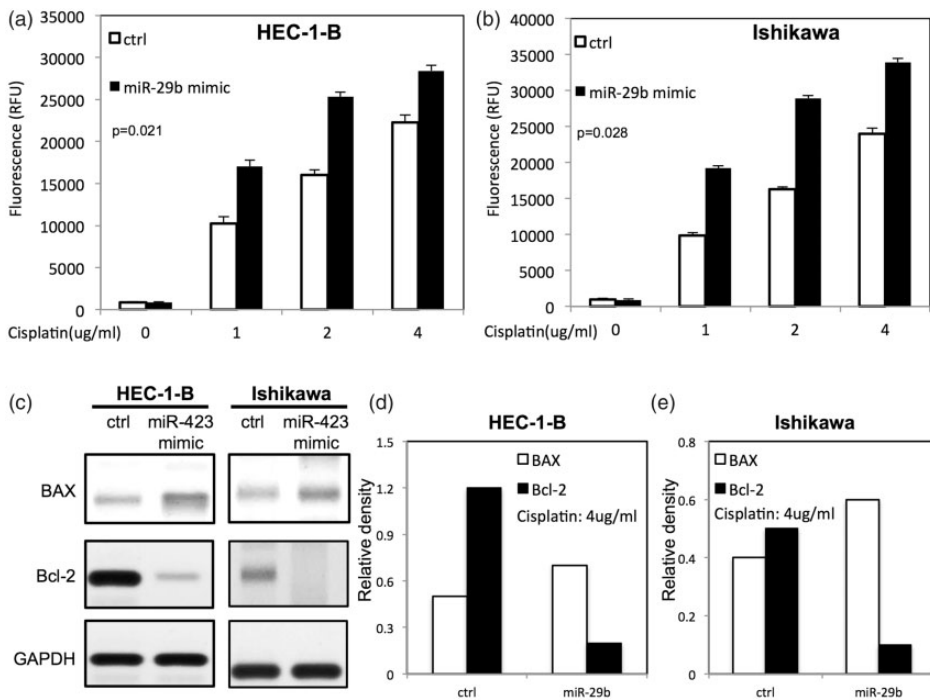 (a)
HEC-1-B
ctrl
miR-29b mimic
p=0.021
Fluorescence (RFU)
35000
30000
25000
20000
15000
10000
5000
0
Cisplatin(ug/ml) 0 1 2 4
(b)
Ishikawa
ctrl
miR-29b mimic
p=0.028
Fluorescence (RFU)
40000
35000
30000
25000
20000
15000
10000
5000
0
Cisplatin(ug/ml) 0 1 2 4
(c)
HEC-1-B Ishikawa
ctrl miR-423 ctrl miR-423
mimic mimic
BAX
Bcl-2
GAPDH
(d)
HEC-1-B
BAX
Bcl-2
Cisplatin: 4ug/ml
Relative density
1.5
1.2
0.9
0.6
0.3
0
ctrl miR-29b
(e)
Ishikawa
BAX
Bcl-2
Cisplatin: 4ug/ml
Relative density
0.8
0.6
0.4
0.2
0
ctrl miR-29b